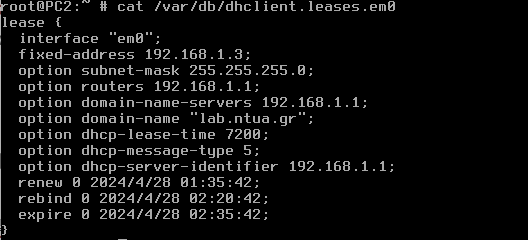 root@PC2:~ # cat /var/db/dhclient.leases.em0
lease {
  interface "em0";
  fixed-address 192.168.1.3;
  option subnet-mask 255.255.255.0;
  option routers 192.168.1.1;
  option domain-name-servers 192.168.1.1;
  option domain-name "lab.ntua.gr";
  option dhcp-lease-time 7200;
  option dhcp-message-type 5;
  option dhcp-server-identifier 192.168.1.1;
  renew 0 2024/4/28 01:35:42;
  rebind 0 2024/4/28 02:20:42;
  expire 0 2024/4/28 02:35:42;
}